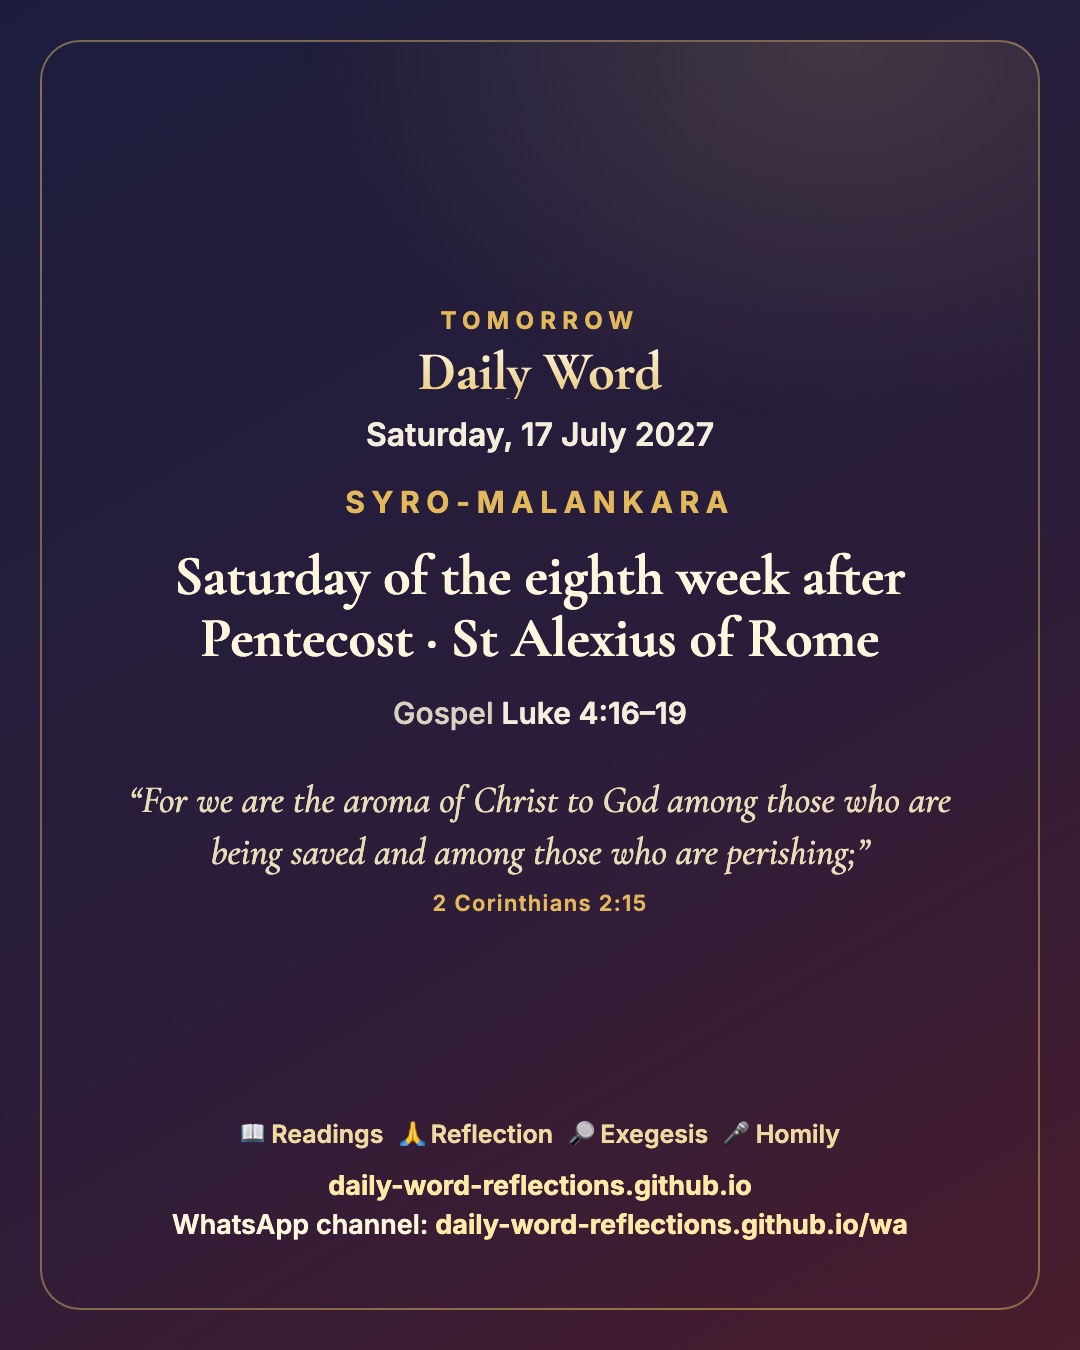 TOMORROW
Daily Word
Saturday, 17 July 2027
SYRO-MALANKARA
Saturday of the eighth week after
Pentecost · St Alexius of Rome
Gospel Luke 4:16–19
“For we are the aroma of Christ to God among those who are
being saved and among those who are perishing;”
2 Corinthians 2:15
📖 Readings 🙏 Reflection 🔎 Exegesis 🎤 Homily
daily-word-reflections.github.io
WhatsApp channel: daily-word-reflections.github.io/wa